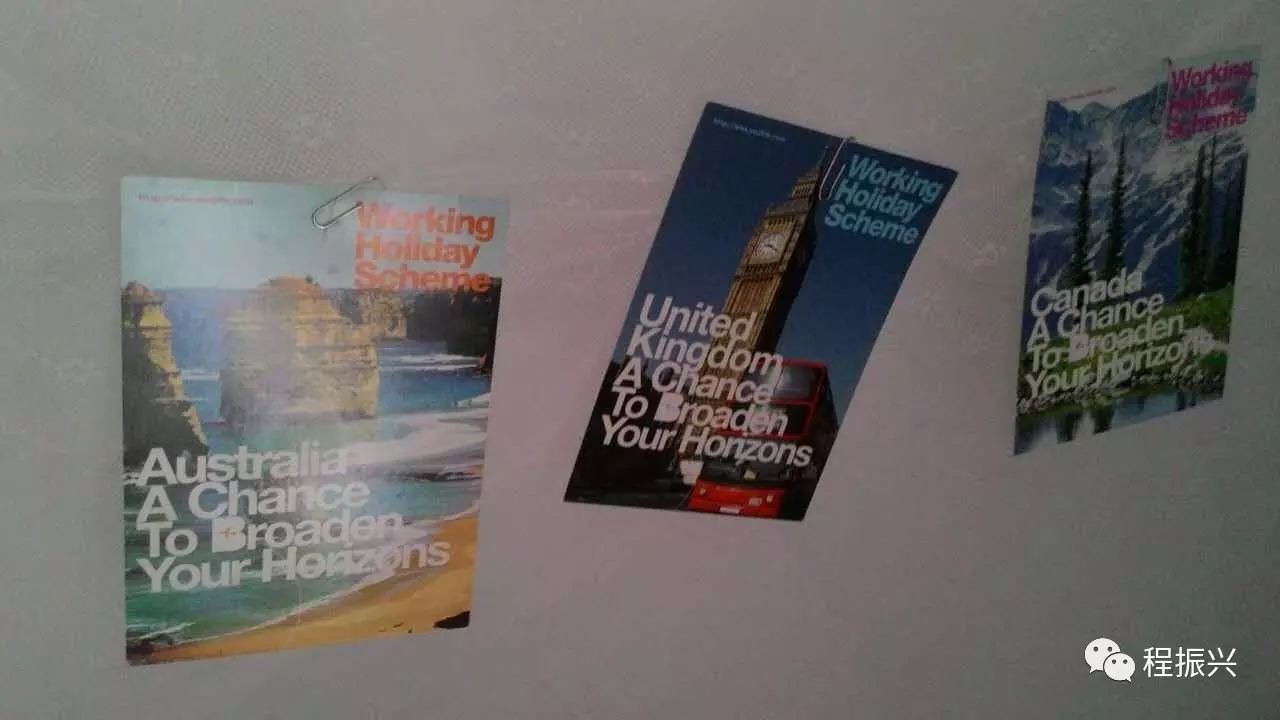 Working
Holiday
Scheme
Australia
A Chance
To Broaden
Your Horizons
Working
Holiday
Scheme
United
Kingdom
A Chance
To Broaden
Your Horizons
Working
Holiday
Scheme
Canada
A Chance
To Broaden
Your Horizons
程振兴